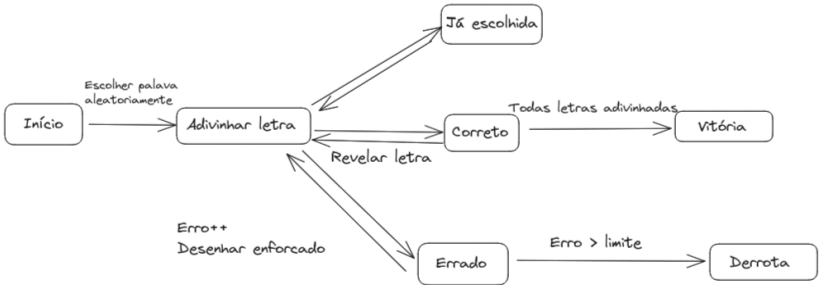 Já escolhida
Escolher palava
aleatoriamente
Início
Adivinhar letra
Correto
Todas letras adivinhadas
Vitória
Revelar letra
Erro++
Desenhar enforcado
Errado
Erro > limite
Derrota